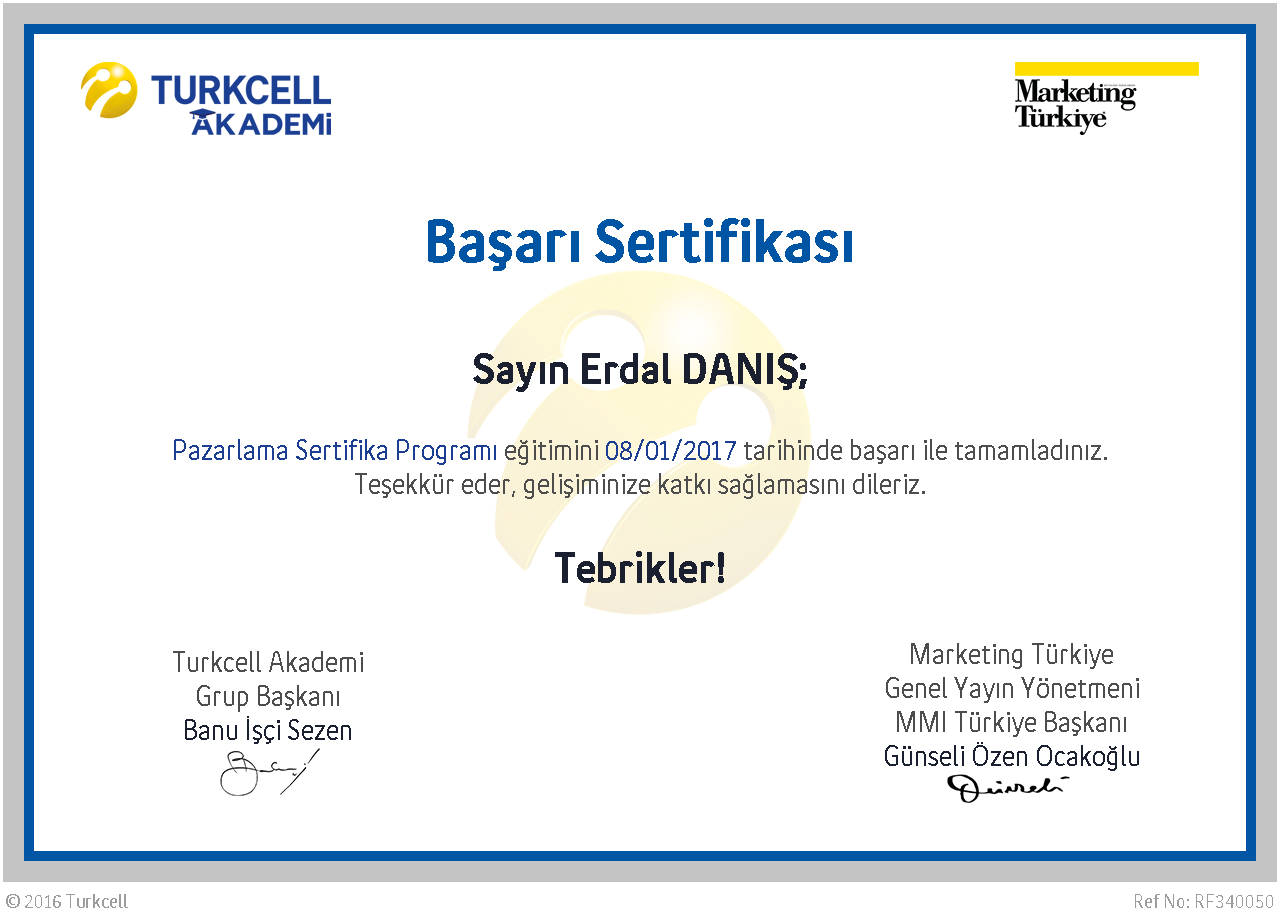 TURKCELL
AKADEMİ
Marketing
Türkiye
Başarı Sertifikası
Sayın Erdal DANIŞ;
Pazarlama Sertifika Programı eğitimini 08/01/2017 tarihinde başarı ile tamamladınız.
Teşekkür eder, gelişiminize katkı sağlamasını dileriz.
Tebrikler!
Turkcell Akademi
Grup Başkanı
Banu İşçi Sezen
Marketing Türkiye
Genel Yayın Yönetmeni
MMI Türkiye Başkanı
Günseli Özen Ocakoğlu
© 2016 Turkcell
Ref No: RF340050